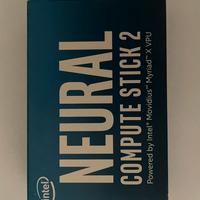 NEURAL
COMPUTE STICK 2
Powered by Intel® Movidius™ Myriad™ X VPU
intel